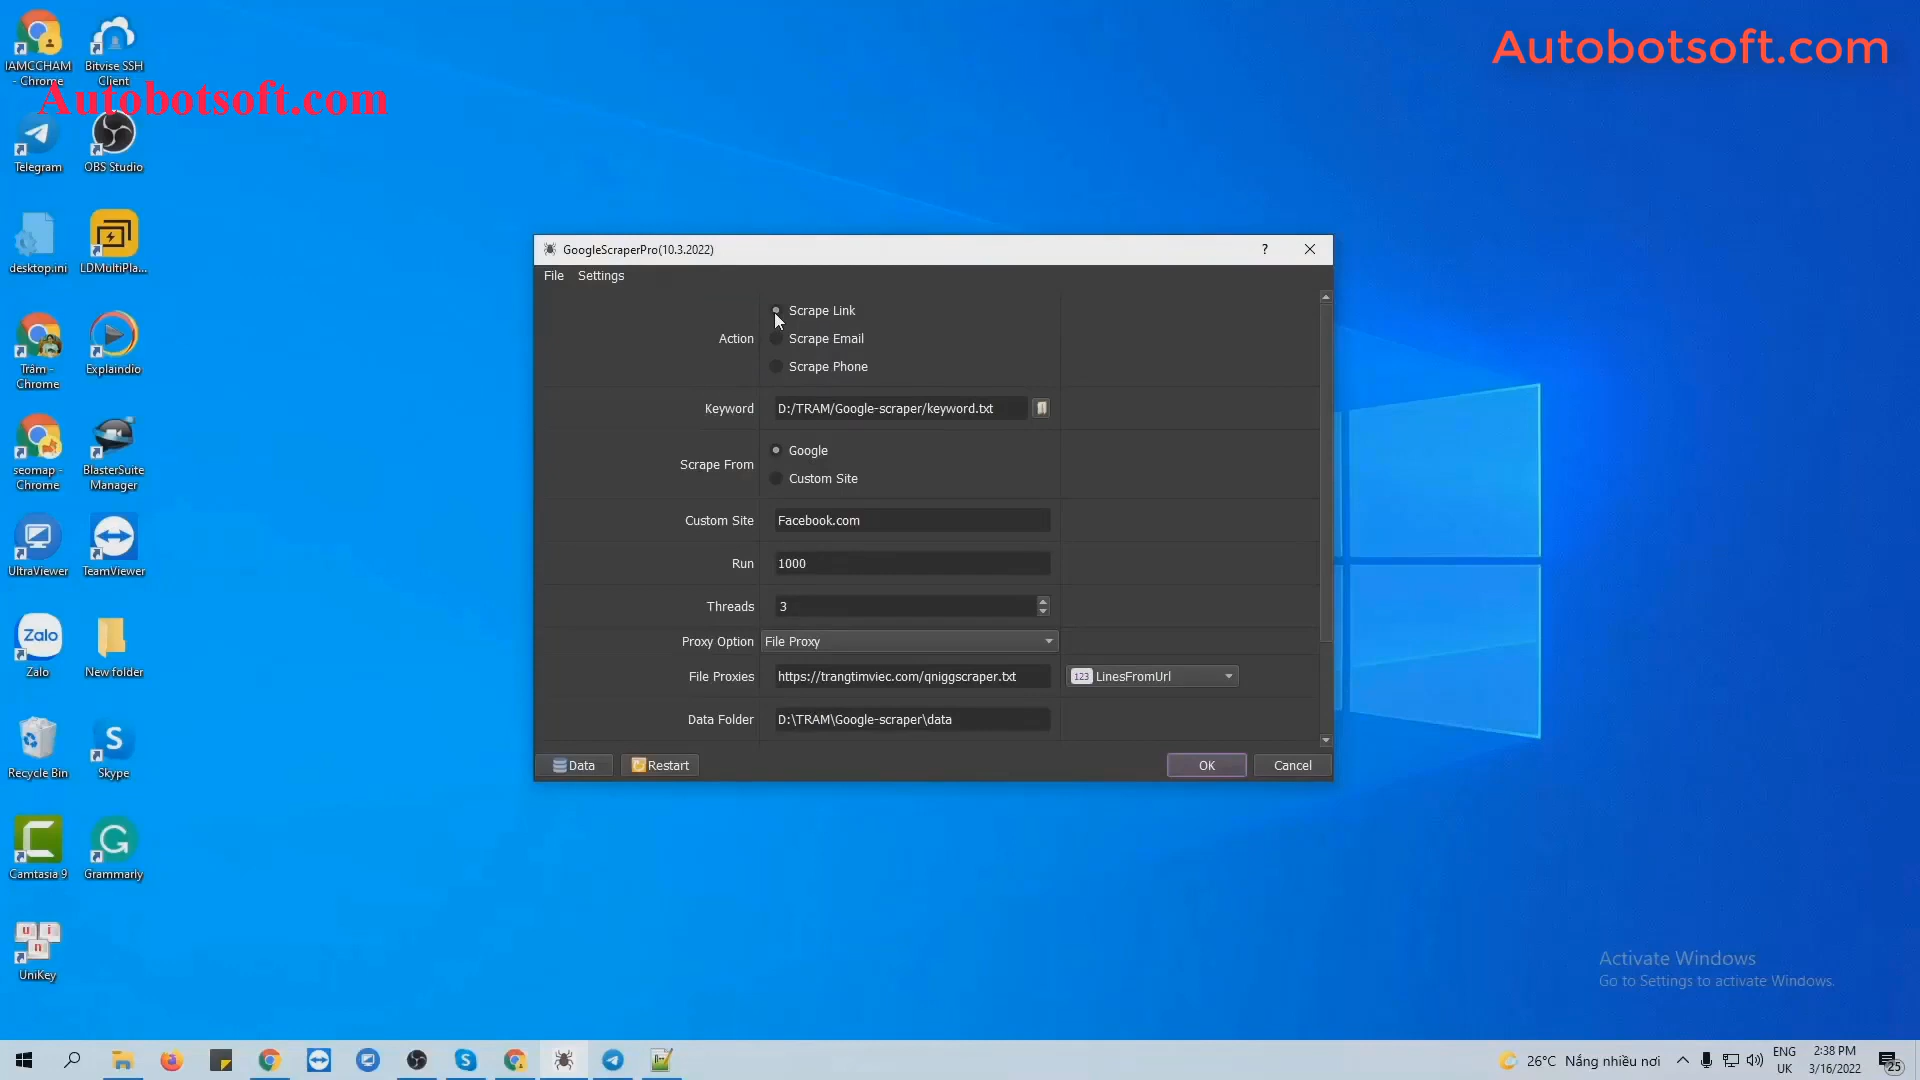 Autobotsoft.com
Autobotsoft.com
IAMCCHAM
- Chrome
Bitvise SSH
Client
Telegram
OBS Studio
desktop.ini
LDMultiPla...
Trâm -
Chrome
Explaindio
seomap -
Chrome
BlasterSuite
Manager
UltraViewer
TeamViewer
Zalo
Zalo
New folder
Recycle Bin
Skype
Camtasia 9
Grammarly
UniKey
GoogleScraperPro(10.3.2022)
?
File
Settings
Action
Scrape Link
Scrape Email
Scrape Phone
Keyword
D:/TRAM/Google-scraper/keyword.txt
Scrape From
Google
Custom Site
Custom Site
Facebook.com
Run
1000
Threads
3
Proxy Option
File Proxy
File Proxies
https://trangtimviec.com/qniggscraper.txt
123 LinesFromUrl
Data Folder
D:\TRAM\Google-scraper\data
Data
Restart
OK
Cancel
Activate Windows
Go to Settings to activate Windows.
26°C Nắng nhiều nơi
ENG
UK
2:38 PM
3/16/2022
25